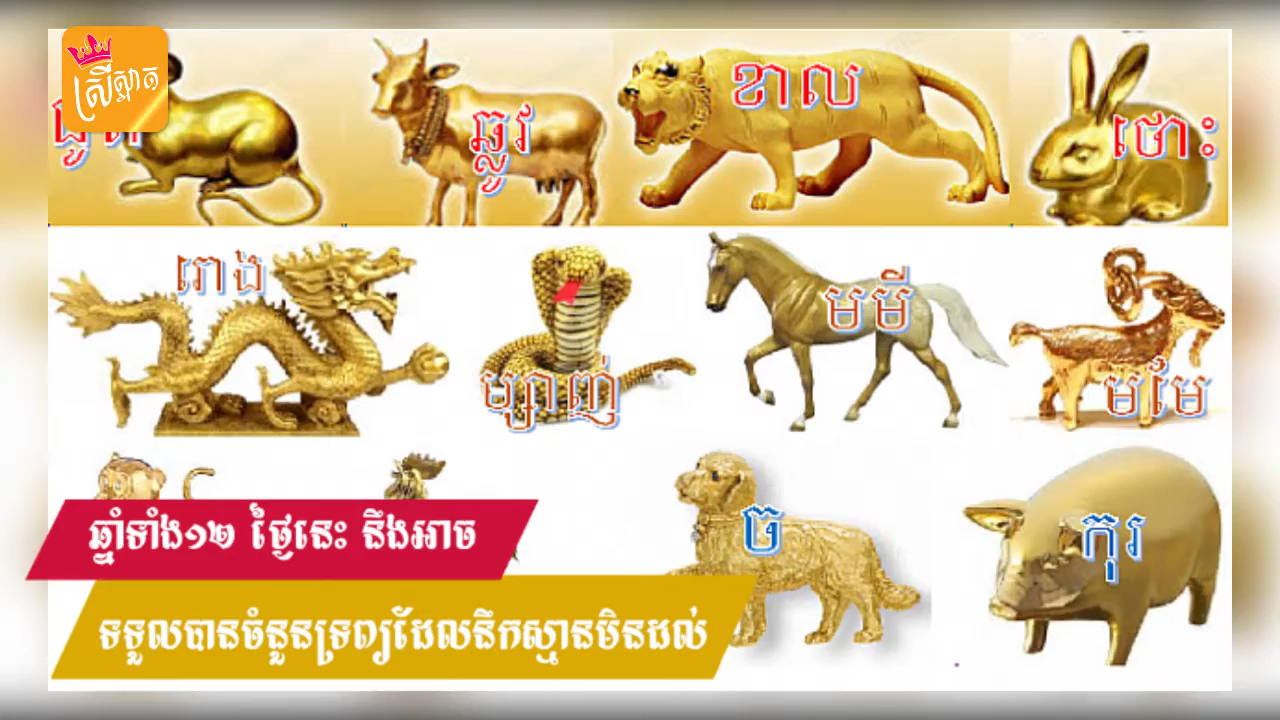 ស្រីស្អាត
ឆ្លូវ
ខាល
ថោះ
រោង
ម្សាញ់
មមី
មមែ
ច
កុរ
ឆ្នាំទាំង១២ ថ្ងៃនេះ នឹងអាច
ទទួលបានចំនួនទ្រព្យដែលនឹកស្មានមិនដល់